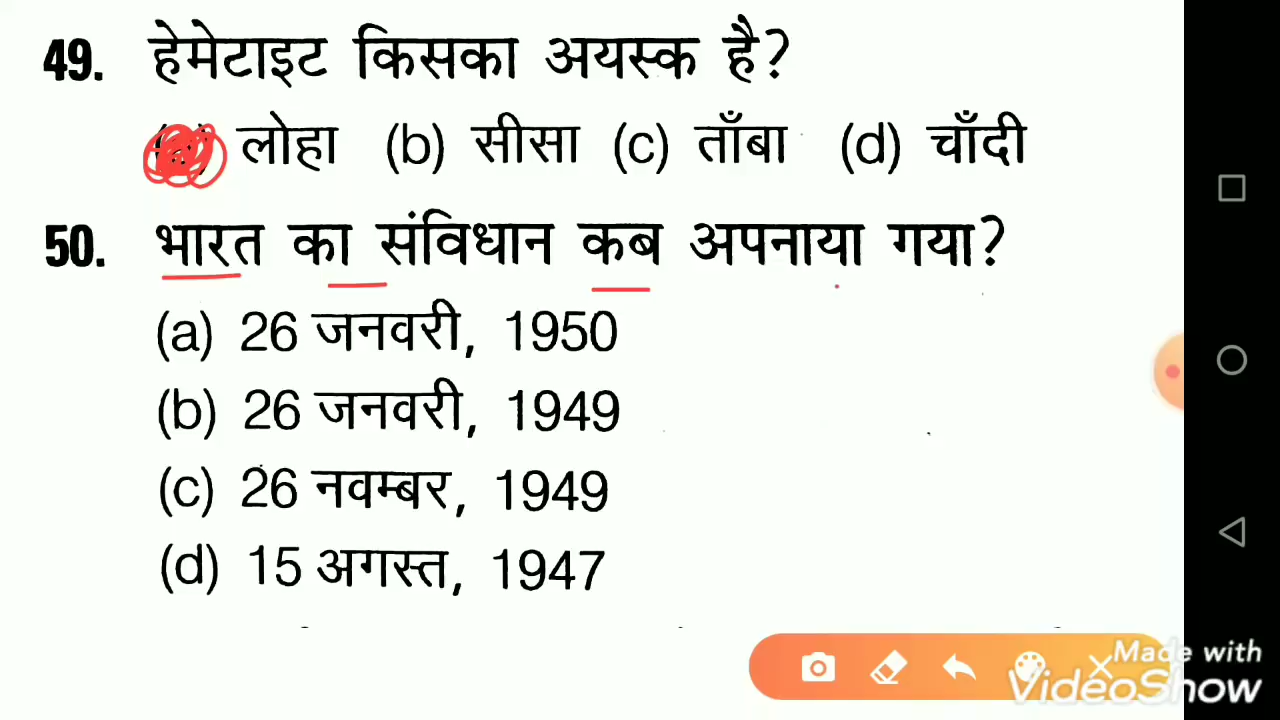 49. हेमेटाइट किसका अयस्क है?
लोहा (b) सीसा (c) ताँबा (d) चाँदी
50. भारत का संविधान कब अपनाया गया?
(a) 26 जनवरी, 1950
(b) 26 जनवरी, 1949
(c) 26 नवम्बर, 1949
(d) 15 अगस्त, 1947
Made with
VideoShow